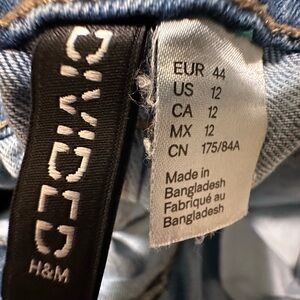 DIVIDED
H&M
EUR 44
US 12
CA 12
MX 12
CN 175/84A
Made in
Bangladesh
Fabriqué au
Bangladesh